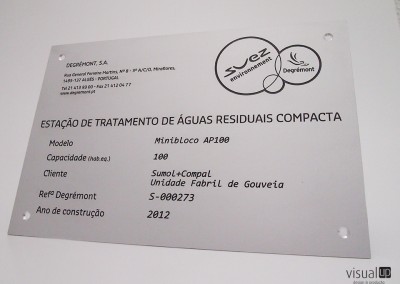 DEGRÉMONT, S.A.
Rua General Ferreira Martins, Nº 8 - 9º A/C/D, Miraflores,
1495-137 ALGÉS - PORTUGAL
Tel 21 412 03 60 - Fax 21 412 04 77
www.degremont.pt
SUEZ
environnement
Degrémont
ESTAÇÃO DE TRATAMENTO DE ÁGUAS RESIDUAIS COMPACTA
Modelo Minibloco AP100
Capacidade (hab.eq.) 100
Cliente Sumol+Compal
Unidade Fabril de Gouveia
Refª Degrémont S-000273
Ano de construção 2012
visualup